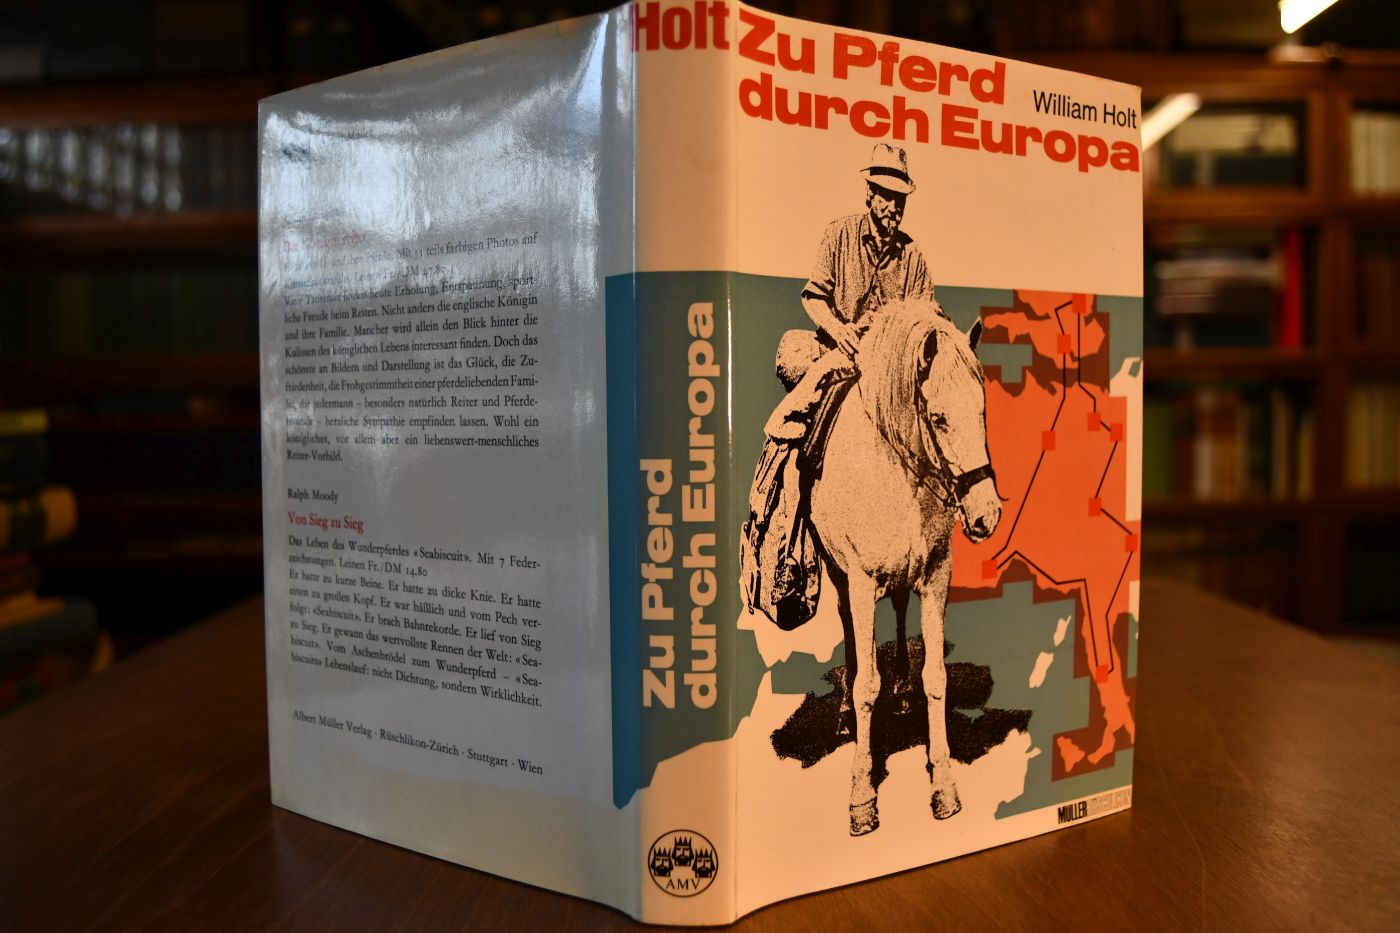 Holt
Zu Pferd
durch Europa
William Holt
Zu Pferd
durch Europa
AMV
MÜLLER
Die Königin reitet
teils farbigen Photos auf
Leinen Fr./DM 27.80
Viele Tausende finden heute Erholung, Entspannung, sport-
liche Freude beim Reiten. Nicht anders die englische Königin
und ihre Familie. Mancher wird allein den Blick hinter die
Kulissen des königlichen Lebens interessant finden. Doch das
schönste an Bildern und Darstellung ist das Glück, die Zu-
friedenheit, die Frohgestimmtheit einer pferdeliebenden Fami-
lie, die jedermann – besonders natürlich Reiter und Pferde-
freunde – herzliche Sympathie empfinden lassen. Wohl ein
königliches, vor allem aber ein liebenswert-menschliches
Reiter-Vorbild.
Ralph Moody
Von Sieg zu Sieg
Das Leben des Wunderpferdes «Seabiscuit». Mit 7 Feder-
zeichnungen. Leinen Fr./DM 14.80
Er hatte zu kurze Beine. Er hatte zu dicke Knie. Er hatte
einen zu großen Kopf. Er war häßlich und vom Pech ver-
folgt: «Seabiscuit». Er brach Bahnrekorde. Er lief von Sieg
zu Sieg. Er gewann das wertvollste Rennen der Welt: «Sea-
biscuit». Vom Aschenbrödel zum Wunderpferd – «Sea-
biscuits» Lebenslauf: nicht Dichtung, sondern Wirklichkeit.
Albert Müller Verlag · Rüschlikon-Zürich · Stuttgart · Wien